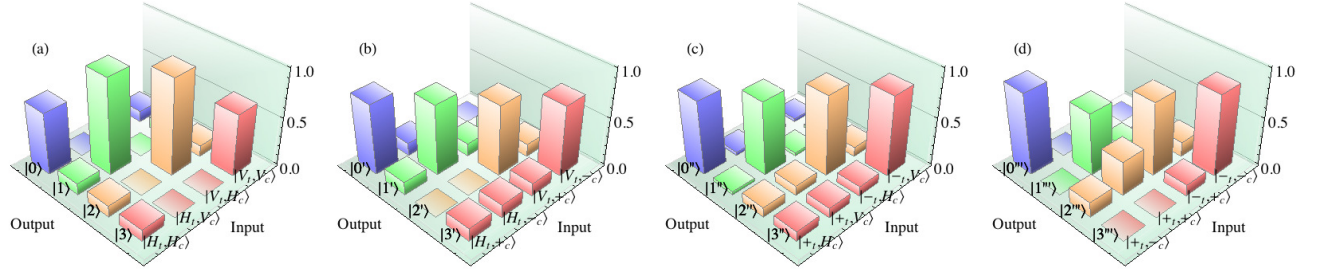 (a)
1.0
0.5
0.0
|0⟩
|1⟩
|2⟩
|3⟩
Output
Input
|H_t,H_c⟩
|H_t,V_c⟩
|V_t,H_c⟩
|V_t,V_c⟩
(b)
1.0
0.5
0.0
|0'⟩
|1'⟩
|2'⟩
|3'⟩
Output
Input
|H_t,+_c⟩
|H_t,-_c⟩
|V_t,+_c⟩
|V_t,-_c⟩
(c)
1.0
0.5
0.0
|0''⟩
|1''⟩
|2''⟩
|3''⟩
Output
Input
|+_t,H_c⟩
|+_t,V_c⟩
|-_t,H_c⟩
|-_t,V_c⟩
(d)
1.0
0.5
0.0
|0'''⟩
|1'''⟩
|2'''⟩
|3'''⟩
Output
Input
|+_t,-_c⟩
|+_t,+_c⟩
|-_t,+_c⟩
|-_t,-_c⟩